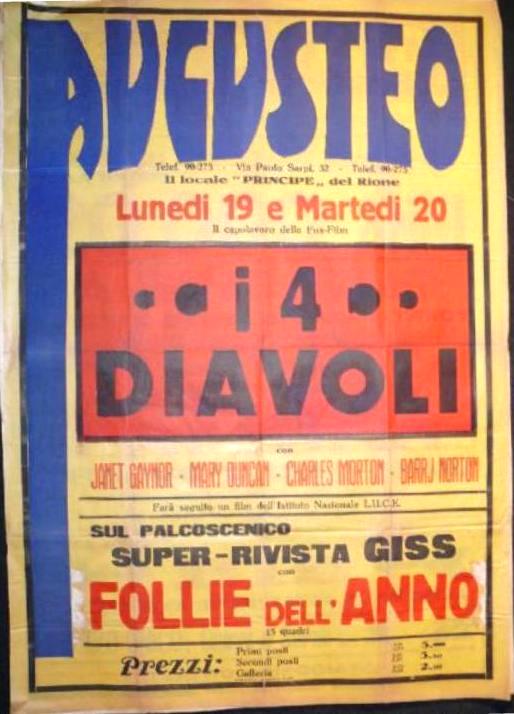 AUGUSTEO
Telef. 90-275 - Via Paolo Sarpi, 32 - Telef. 90-275
Il locale "PRINCIPE„ del Rione
Lunedi 19 e Martedi 20
Il capolavoro della Fox-Film
i 4
DIAVOLI
con
JANET GAYNOR - MARY DUNCAN - CHARLES MORTON - BARRJ NORTON
Farà seguito un film dell'Istituto Nazionale L.U.C.E.
SUL PALCOSCENICO
SUPER-RIVISTA GISS
con
FOLLIE DELL'ANNO
15 quadri
Prezzi:
Primi posti
Secondi posti
Galleria